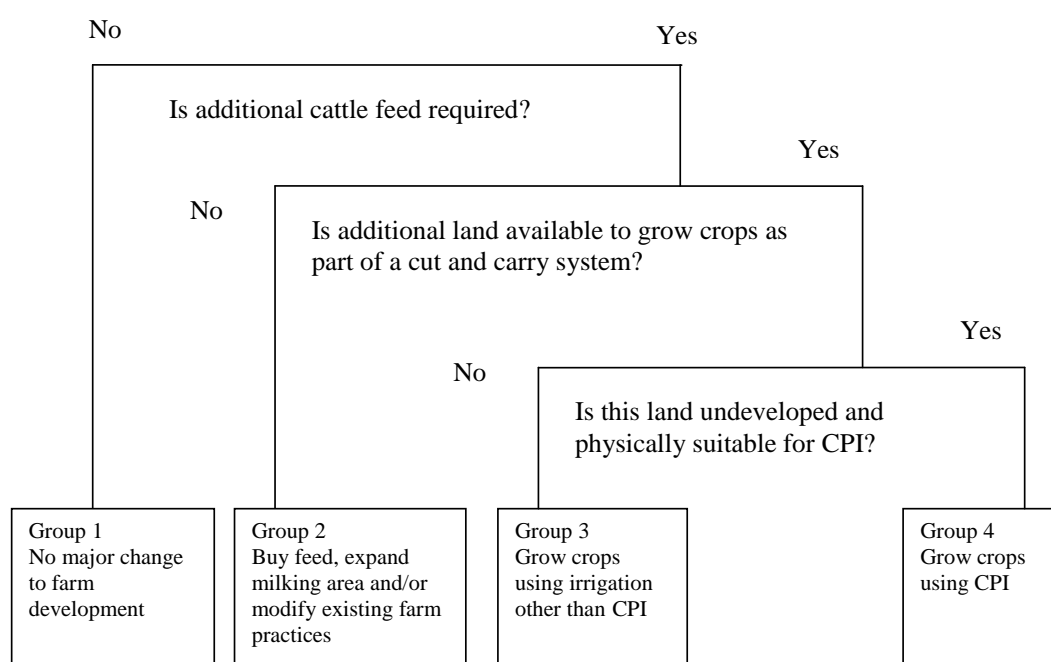 No
Yes
Is additional cattle feed required?
Yes
No
Is additional land available to grow crops as
part of a cut and carry system?
Yes
No
Is this land undeveloped and
physically suitable for CPI?
Group 1
No major change
to farm
development
Group 2
Buy feed, expand
milking area and/or
modify existing farm
practices
Group 3
Grow crops
using irrigation
other than CPI
Group 4
Grow crops
using CPI